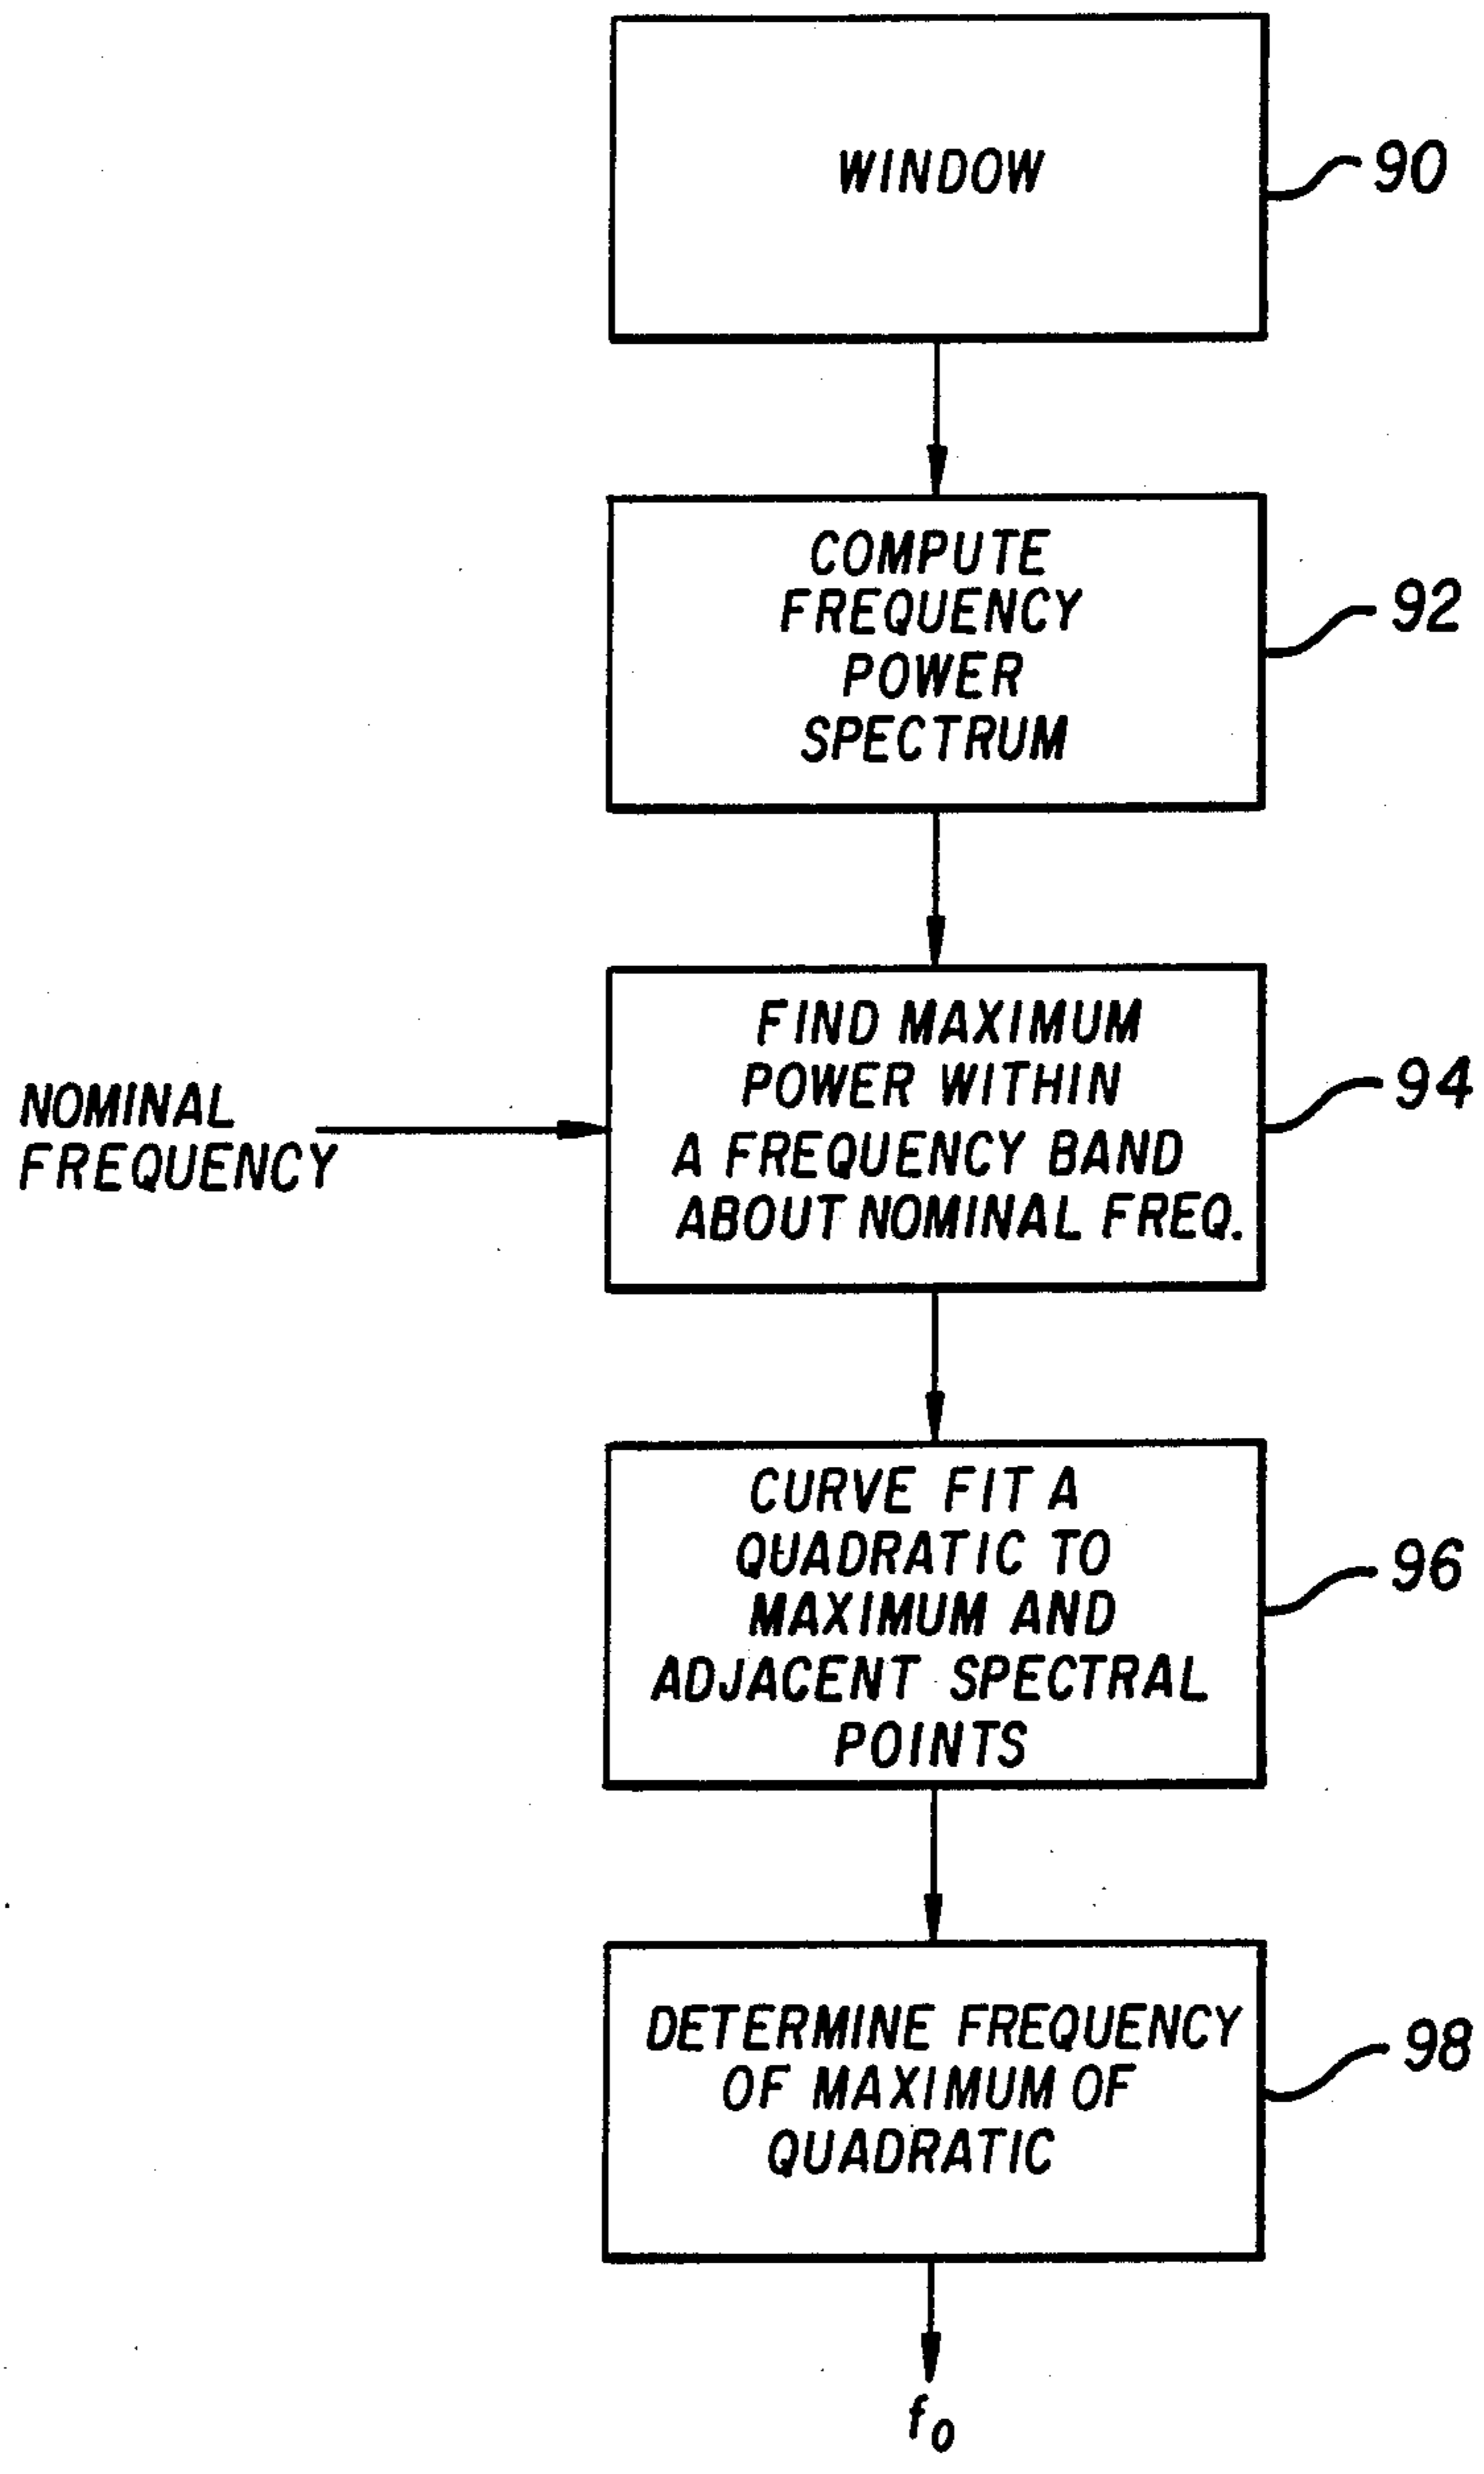 WINDOW
90
COMPUTE
FREQUENCY
POWER
SPECTRUM
92
NOMINAL
FREQUENCY
FIND MAXIMUM
POWER WITHIN
A FREQUENCY BAND
ABOUT NOMINAL FREQ.
94
CURVE FIT A
QUADRATIC TO
MAXIMUM AND
ADJACENT SPECTRAL
POINTS
96
DETERMINE FREQUENCY
OF MAXIMUM OF
QUADRATIC
98
f0